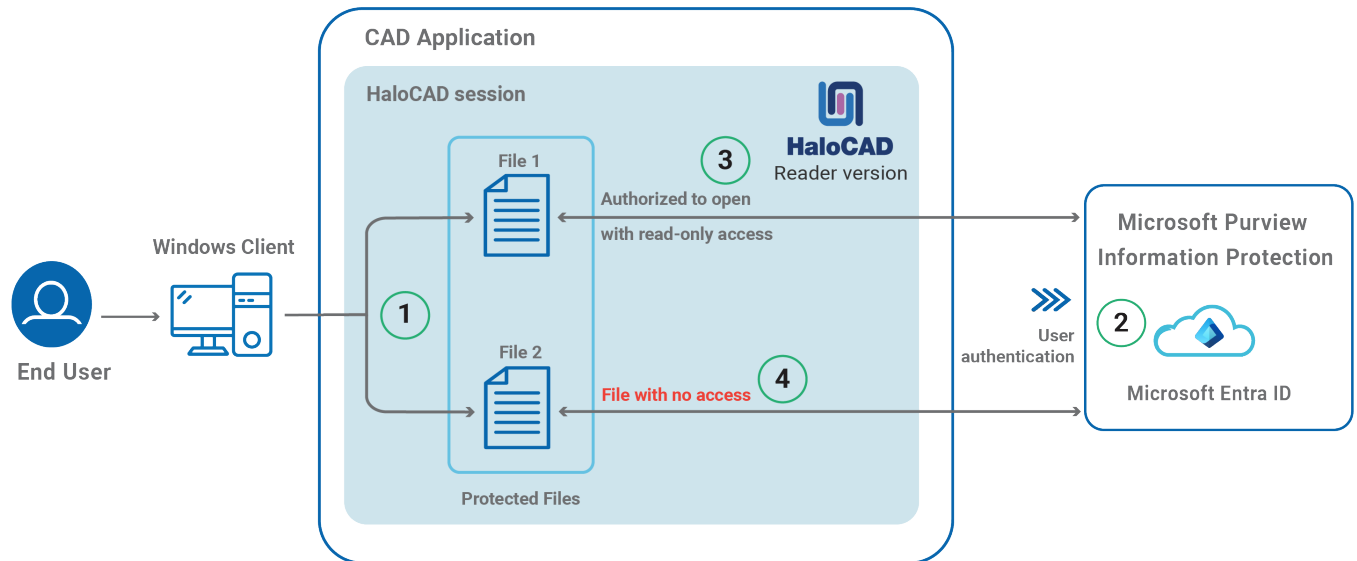 CAD Application
HaloCAD session
HaloCAD
Reader version
File 1
3
Authorized to open
with read-only access
Windows Client
End User
1
File 2
File with no access
4
Protected Files
Microsoft Purview
Information Protection
2
User
authentication
Microsoft Entra ID